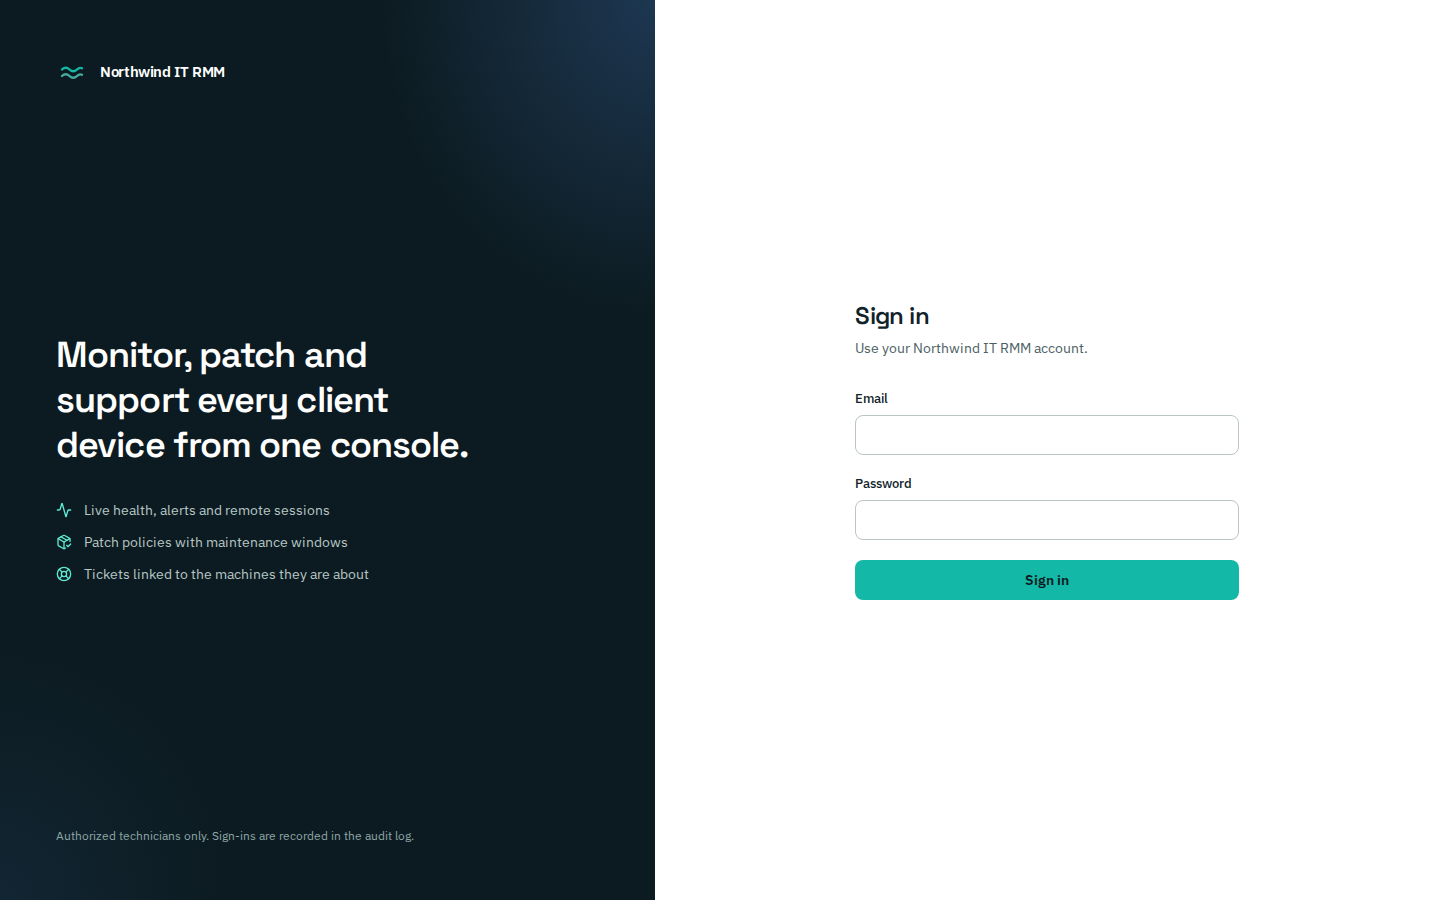 Northwind IT RMM
Monitor, patch and
support every client
device from one console.
Live health, alerts and remote sessions
Patch policies with maintenance windows
Tickets linked to the machines they are about
Authorized technicians only. Sign-ins are recorded in the audit log.
Sign in
Use your Northwind IT RMM account.
Email
Password
Sign in